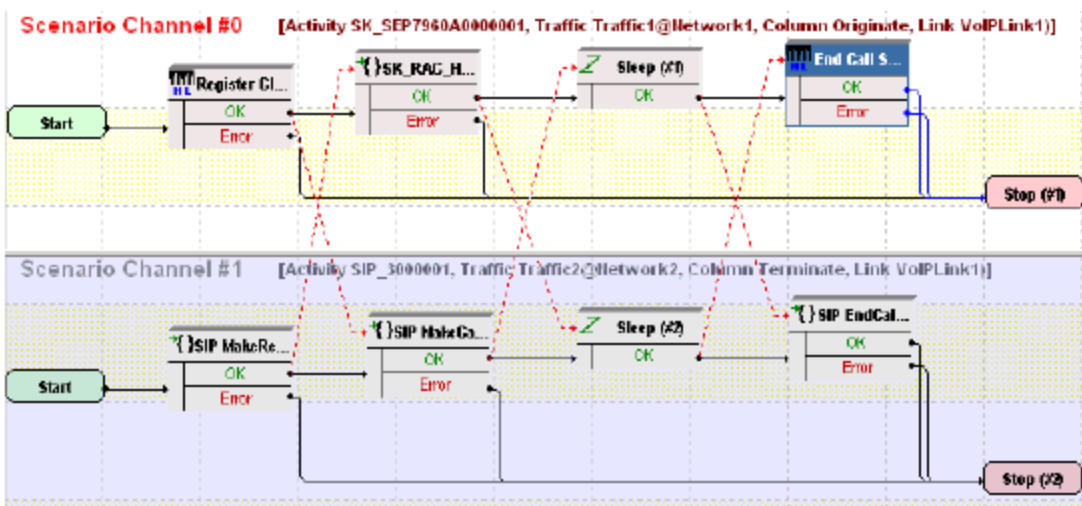 Scenario Channel #0 [Activity SK_SEP7960A0000001, Traffic Traffic1@Network1, Column Originate, Link VoIPLink1)]
Register Cl... {}SK_RAC_H... Sleep (#1) End Call S...
HL HL
OK OK OK OK
Error Error Error
Start
Stop (#1)
Scenario Channel #1 [Activity SIP_3000001, Traffic Traffic2@Network2, Column Terminate, Link VoIPLink1)]
{}SIP MakeRe... {}SIP MakeCa... Sleep (#2) {}SIP EndCal...
OK OK OK OK
Error Error Error
Start
Stop (#2)